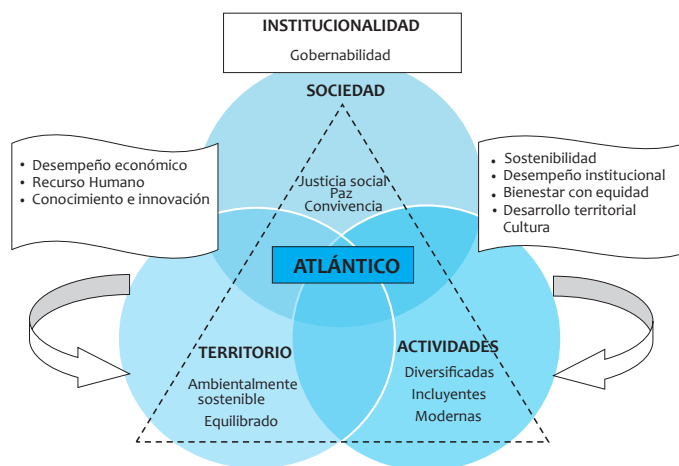 INSTITUCIONALIDAD
Gobernabilidad
SOCIEDAD
• Desempeño económico
• Recurso Humano
• Conocimiento e innovación
• Sostenibilidad
• Desempeño institucional
• Bienestar con equidad
• Desarrollo territorial
Cultura
Justicia social
Paz
Convivencia
ATLÁNTICO
TERRITORIO
Ambientalmente
sostenible
Equilibrado
ACTIVIDADES
Diversificadas
Incluyentes
Modernas